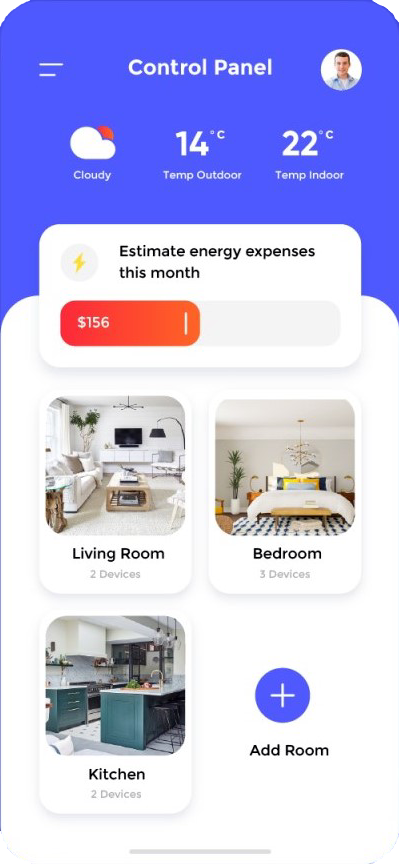 Control Panel
14°C
22°C
Cloudy
Temp Outdoor
Temp Indoor
Estimate energy expenses
this month
$156
Living Room
2 Devices
Bedroom
3 Devices
Kitchen
2 Devices
Add Room